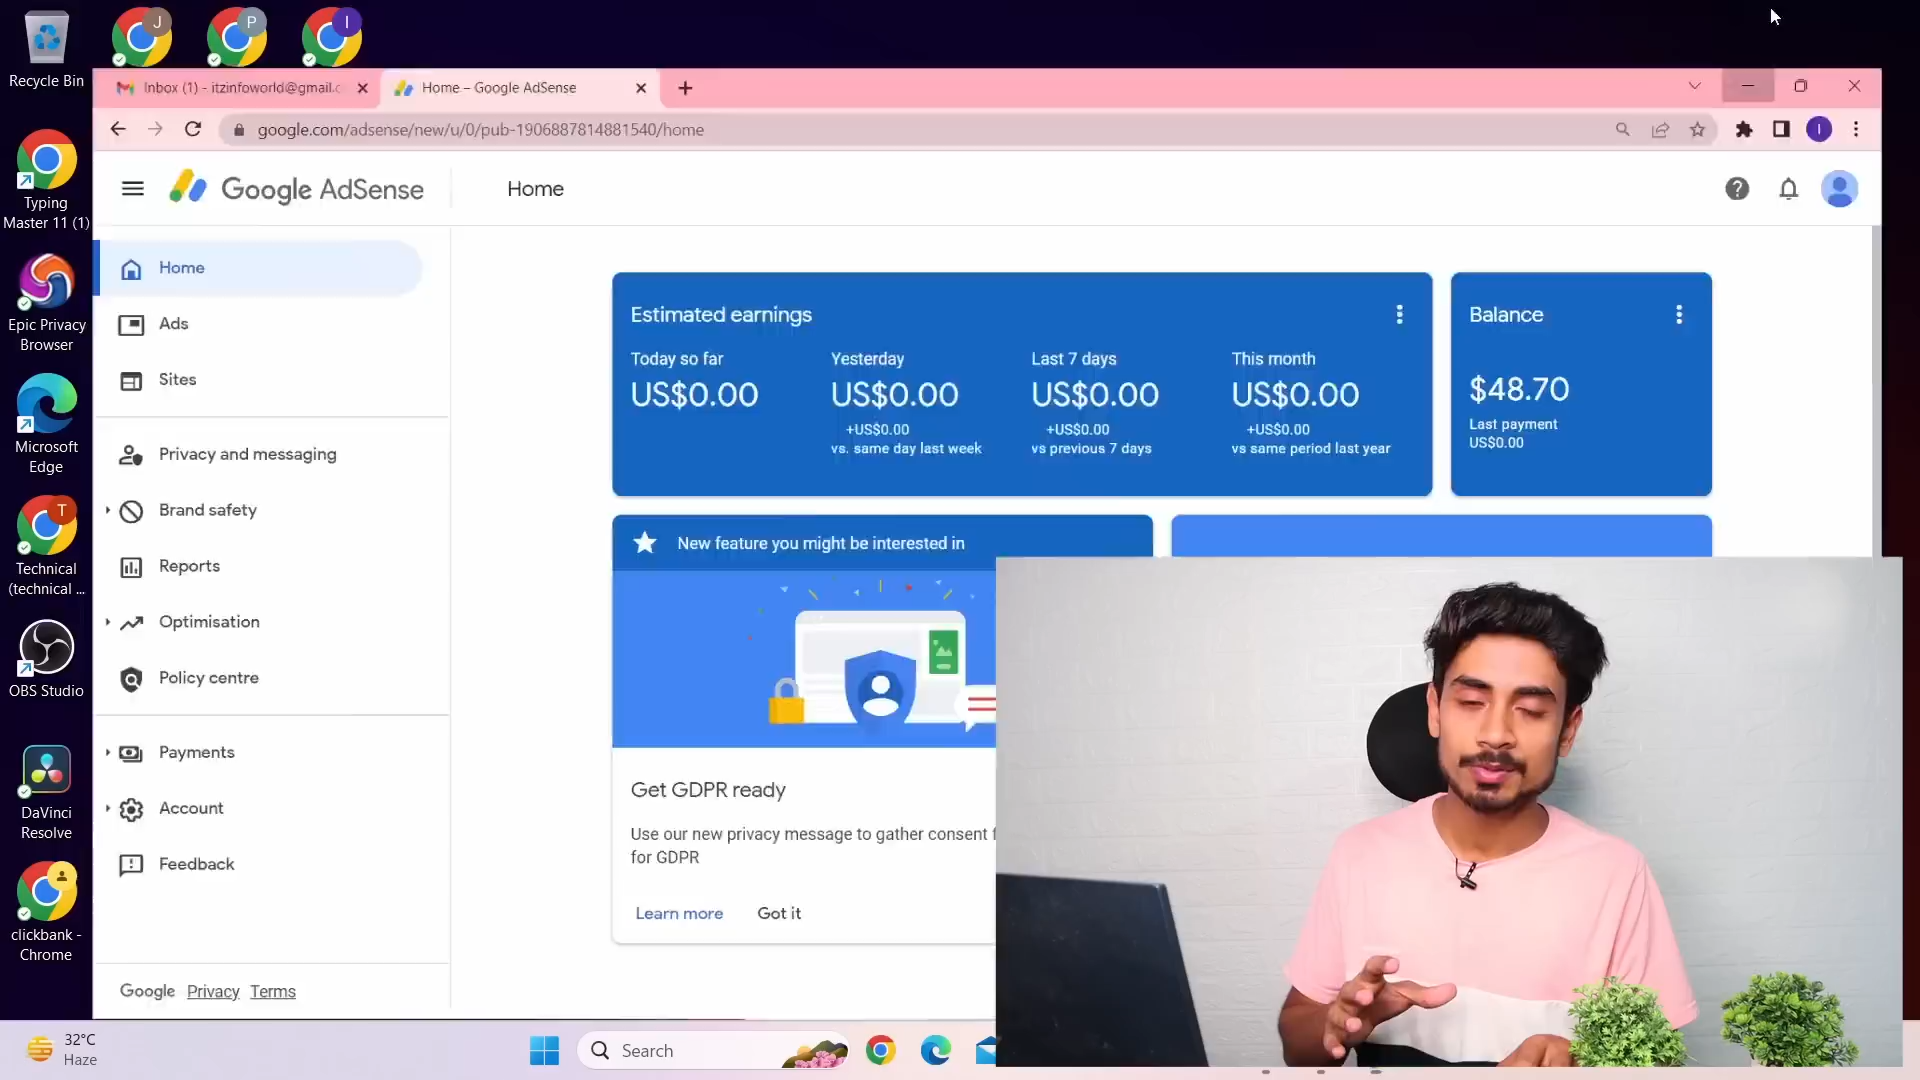 Recycle Bin
J
P
I
Inbox (1) - itzinfoworld@gmail.c
Home – Google AdSense
google.com/adsense/new/u/0/pub-1906887814881540/home
I
Typing
Master 11 (1)
Google AdSense
Home
Epic Privacy
Browser
Microsoft
Edge
T
Technical
(technical ...
OBS Studio
DaVinci
Resolve
clickbank -
Chrome
Home
Ads
Sites
Privacy and messaging
Brand safety
Reports
Optimisation
Policy centre
Payments
Account
Feedback
Google Privacy Terms
Estimated earnings
Today so far
US$0.00
Yesterday
US$0.00
+US$0.00
vs. same day last week
Last 7 days
US$0.00
+US$0.00
vs previous 7 days
This month
US$0.00
+US$0.00
vs same period last year
Balance
$48.70
Last payment
US$0.00
New feature you might be interested in
Get GDPR ready
Use our new privacy message to gather consent f
for GDPR
Learn more
Got it
32°C
Haze
Search